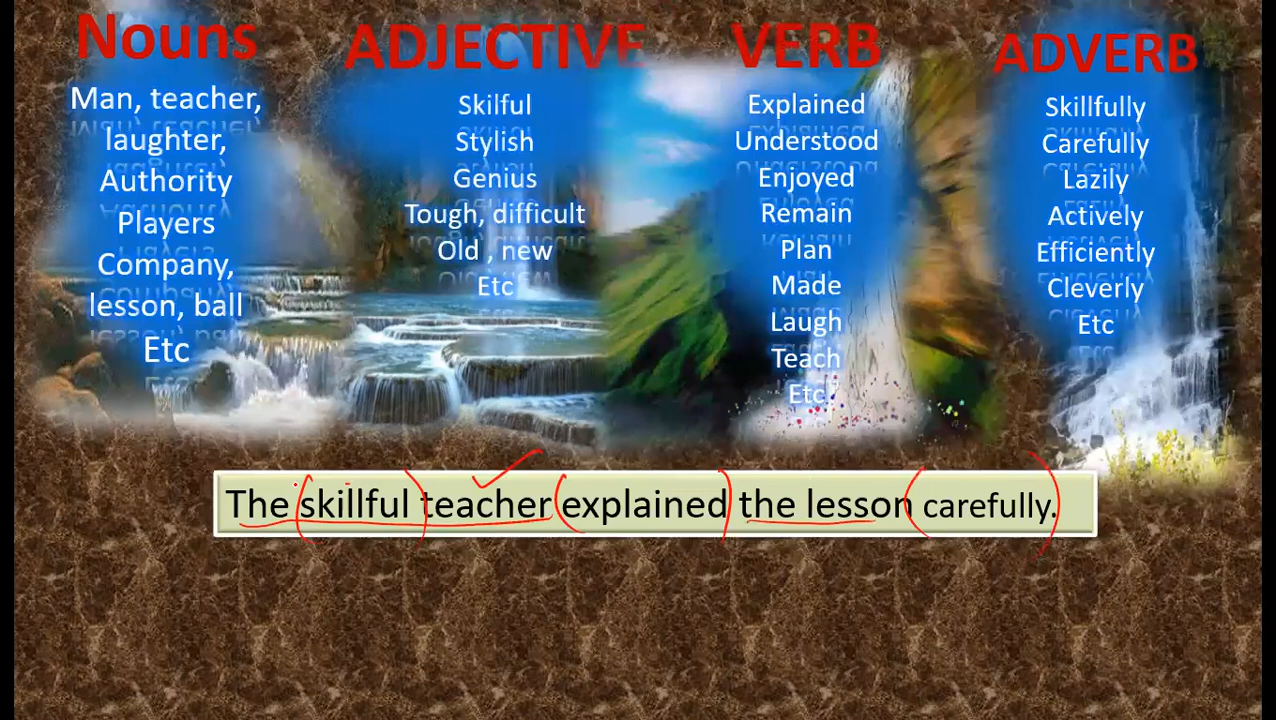 Nouns
Man, teacher,
laughter,
Authority
Players
Company,
lesson, ball
Etc
ADJECTIVE
Skilful
Stylish
Genius
Tough, difficult
Old , new
Etc
VERB
Explained
Understood
Enjoyed
Remain
Plan
Made
Laugh
Teach
Etc
ADVERB
Skillfully
Carefully
Lazily
Actively
Efficiently
Cleverly
Etc
The skillful teacher explained the lesson carefully.